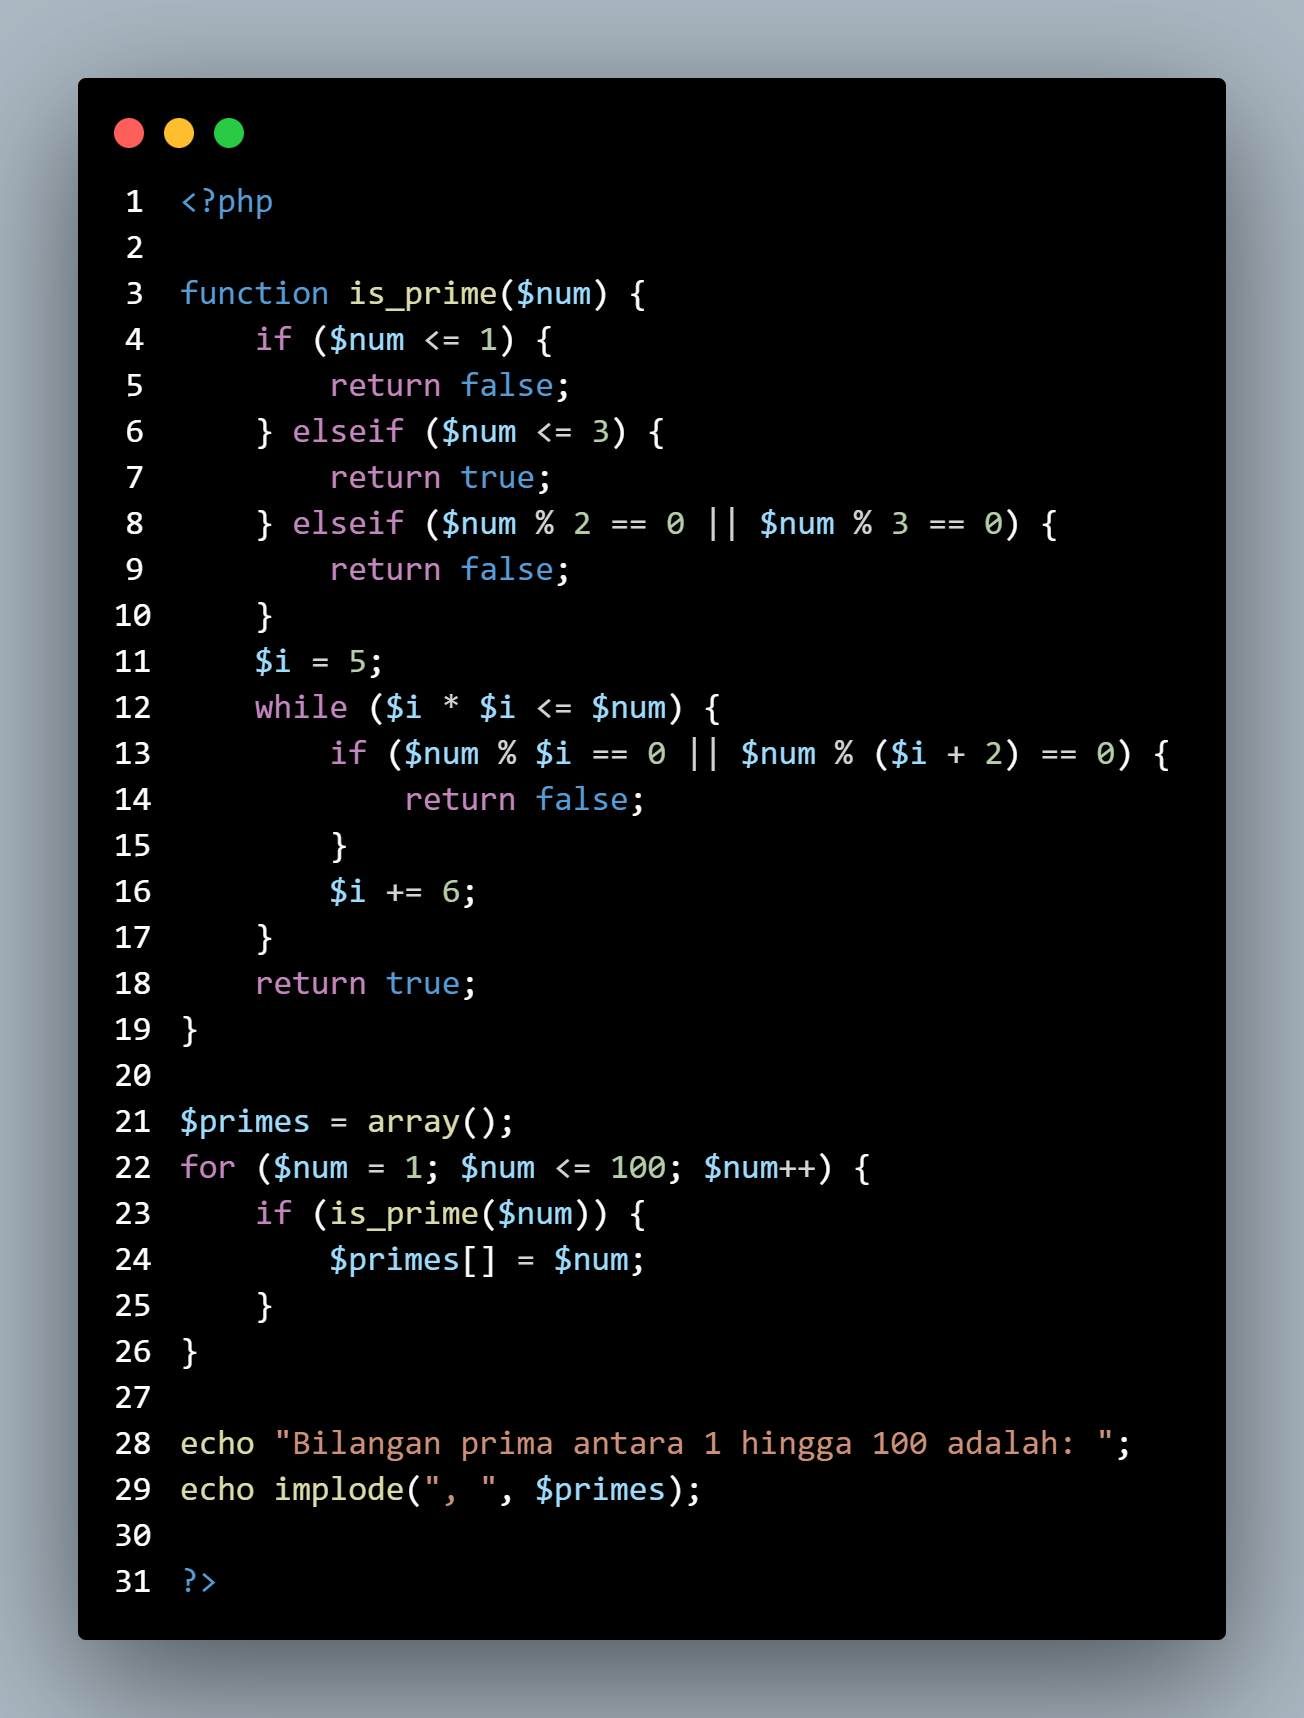 1 <?php
2
3 function is_prime($num) {
4     if ($num <= 1) {
5         return false;
6     } elseif ($num <= 3) {
7         return true;
8     } elseif ($num % 2 == 0 || $num % 3 == 0) {
9         return false;
10     }
11     $i = 5;
12     while ($i * $i <= $num) {
13         if ($num % $i == 0 || $num % ($i + 2) == 0) {
14             return false;
15         }
16         $i += 6;
17     }
18     return true;
19 }
20
21 $primes = array();
22 for ($num = 1; $num <= 100; $num++) {
23     if (is_prime($num)) {
24         $primes[] = $num;
25     }
26 }
27
28 echo "Bilangan prima antara 1 hingga 100 adalah: ";
29 echo implode(", ", $primes);
30
31 ?>